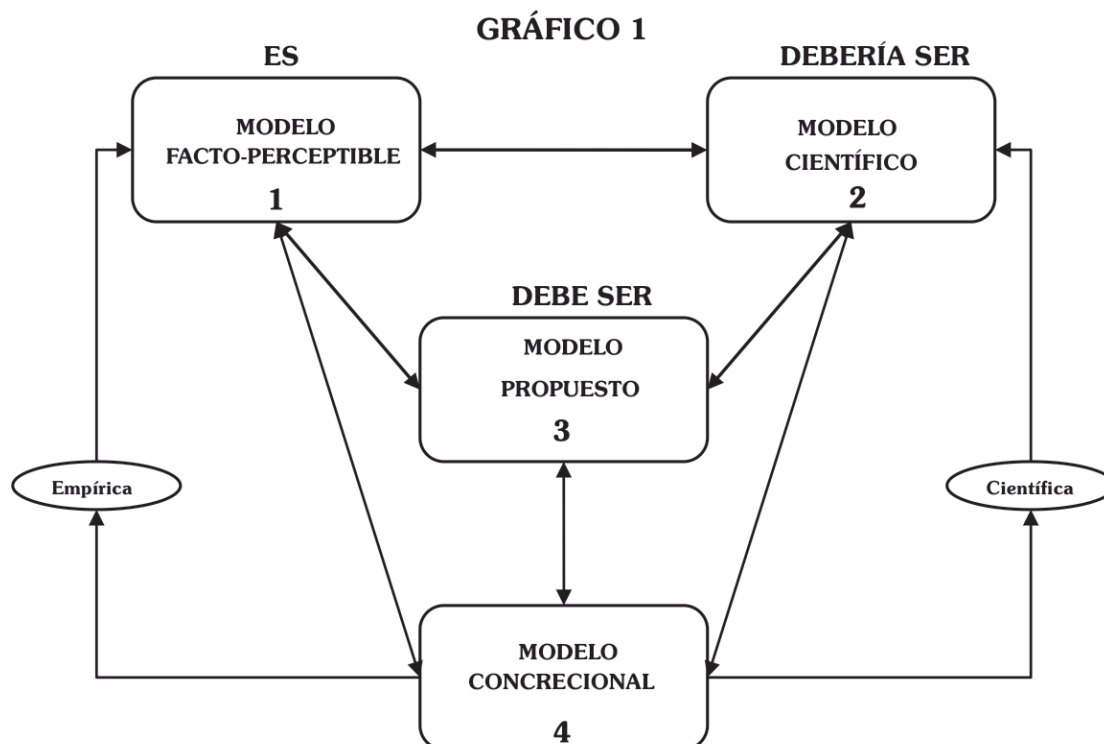 GRÁFICO 1
ES
DEBERÍA SER
MODELO
FACTO-PERCEPTIBLE
1
MODELO
CIENTÍFICO
2
DEBE SER
MODELO
PROPUESTO
3
Empírica
Científica
MODELO
CONCRECIONAL
4